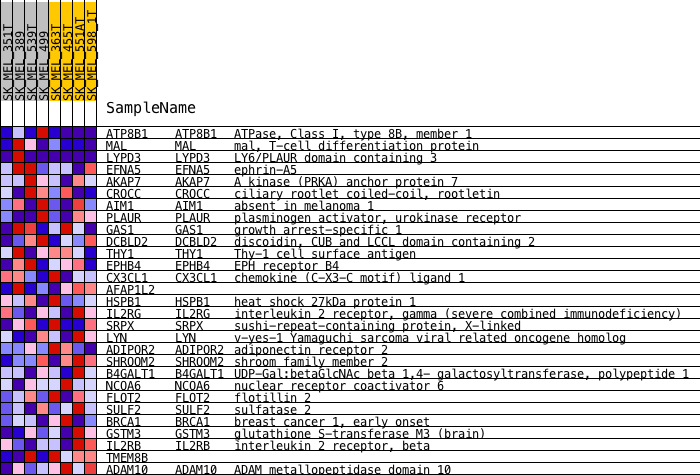 SK_MEL_351T
SK_MEL_389
SK_MEL_539T
SK_MEL_499
SK_MEL_363T
SK_MEL_455T
SK_MEL_551AT
SK_MEL_598_1T
SampleName
ATP8B1 ATP8B1 ATPase, Class I, type 8B, member 1
MAL MAL mal, T-cell differentiation protein
LYPD3 LYPD3 LY6/PLAUR domain containing 3
EFNA5 EFNA5 ephrin-A5
AKAP7 AKAP7 A kinase (PRKA) anchor protein 7
CROCC CROCC ciliary rootlet coiled-coil, rootletin
AIM1 AIM1 absent in melanoma 1
PLAUR PLAUR plasminogen activator, urokinase receptor
GAS1 GAS1 growth arrest-specific 1
DCBLD2 DCBLD2 discoidin, CUB and LCCL domain containing 2
THY1 THY1 Thy-1 cell surface antigen
EPHB4 EPHB4 EPH receptor B4
CX3CL1 CX3CL1 chemokine (C-X3-C motif) ligand 1
AFAP1L2
HSPB1 HSPB1 heat shock 27kDa protein 1
IL2RG IL2RG interleukin 2 receptor, gamma (severe combined immunodeficiency)
SRPX SRPX sushi-repeat-containing protein, X-linked
LYN LYN v-yes-1 Yamaguchi sarcoma viral related oncogene homolog
ADIPOR2 ADIPOR2 adiponectin receptor 2
SHROOM2 SHROOM2 shroom family member 2
B4GALT1 B4GALT1 UDP-Gal:betaGlcNAc beta 1,4- galactosyltransferase, polypeptide 1
NCOA6 NCOA6 nuclear receptor coactivator 6
FLOT2 FLOT2 flotillin 2
SULF2 SULF2 sulfatase 2
BRCA1 BRCA1 breast cancer 1, early onset
GSTM3 GSTM3 glutathione S-transferase M3 (brain)
IL2RB IL2RB interleukin 2 receptor, beta
TMEM8B
ADAM10 ADAM10 ADAM metallopeptidase domain 10